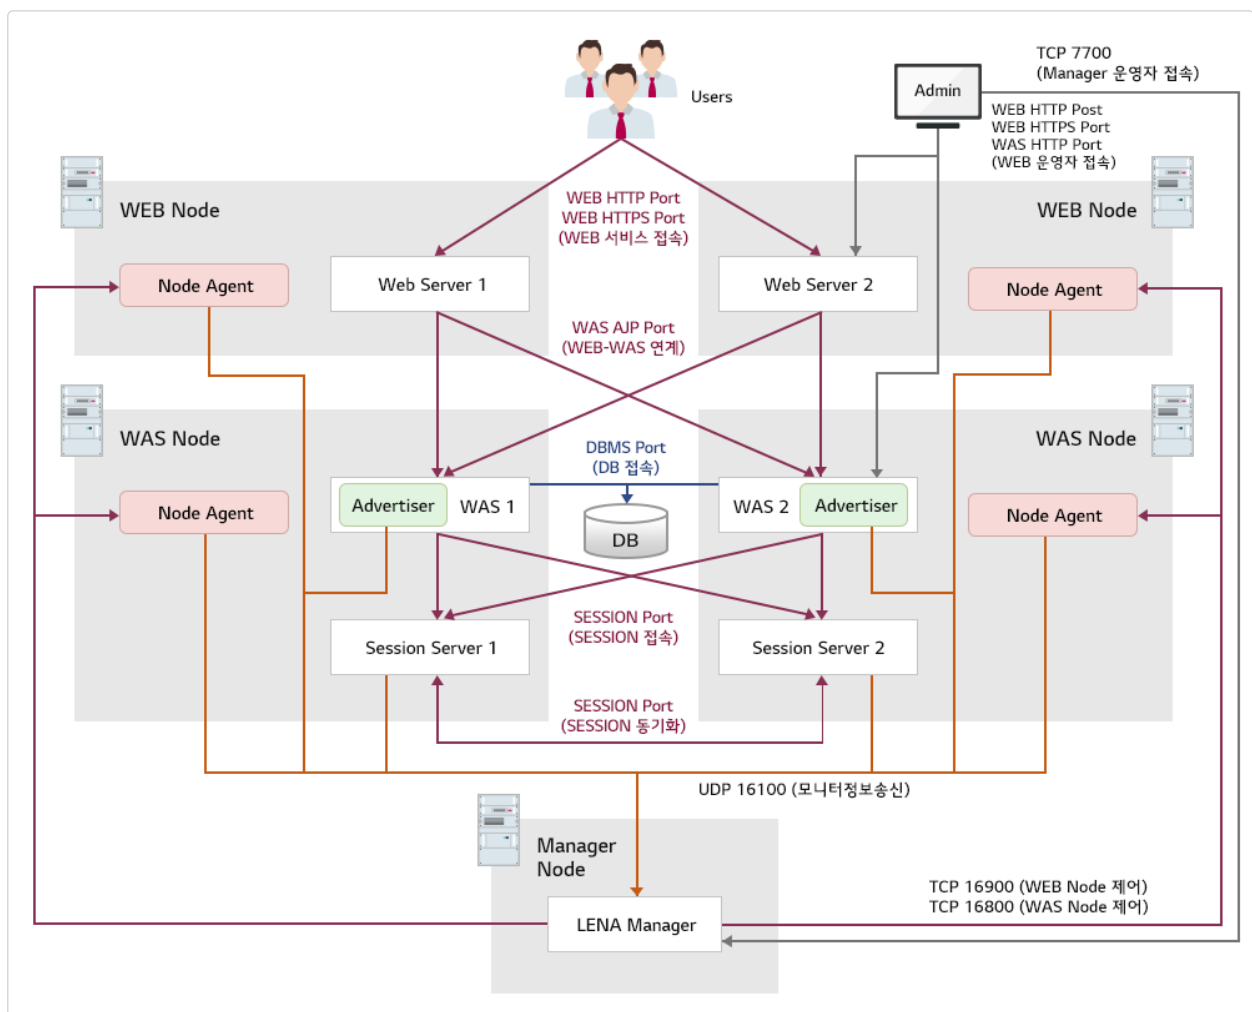 TCP 7700
(Manager 운영자 접속)
Users
Admin
WEB HTTP Post
WEB HTTPS Port
WAS HTTP Port
(WEB 운영자 접속)
WEB Node
WEB HTTP Port
WEB HTTPS Port
(WEB 서비스 접속)
WEB Node
Node Agent
Web Server 1
Web Server 2
Node Agent
WAS AJP Port
(WEB-WAS 연계)
WAS Node
WAS Node
DBMS Port
(DB 접속)
Node Agent
Advertiser
WAS 1
DB
WAS 2
Advertiser
Node Agent
SESSION Port
(SESSION 접속)
Session Server 1
Session Server 2
SESSION Port
(SESSION 동기화)
UDP 16100 (모니터정보송신)
Manager
Node
TCP 16900 (WEB Node 제어)
TCP 16800 (WAS Node 제어)
LENA Manager